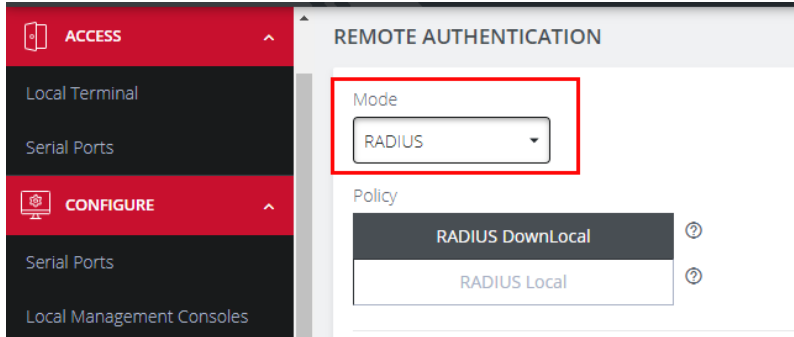 ACCESS
Local Terminal
Serial Ports
CONFIGURE
Serial Ports
Local Management Consoles
REMOTE AUTHENTICATION
Mode
RADIUS
Policy
RADIUS DownLocal
?
RADIUS Local
?